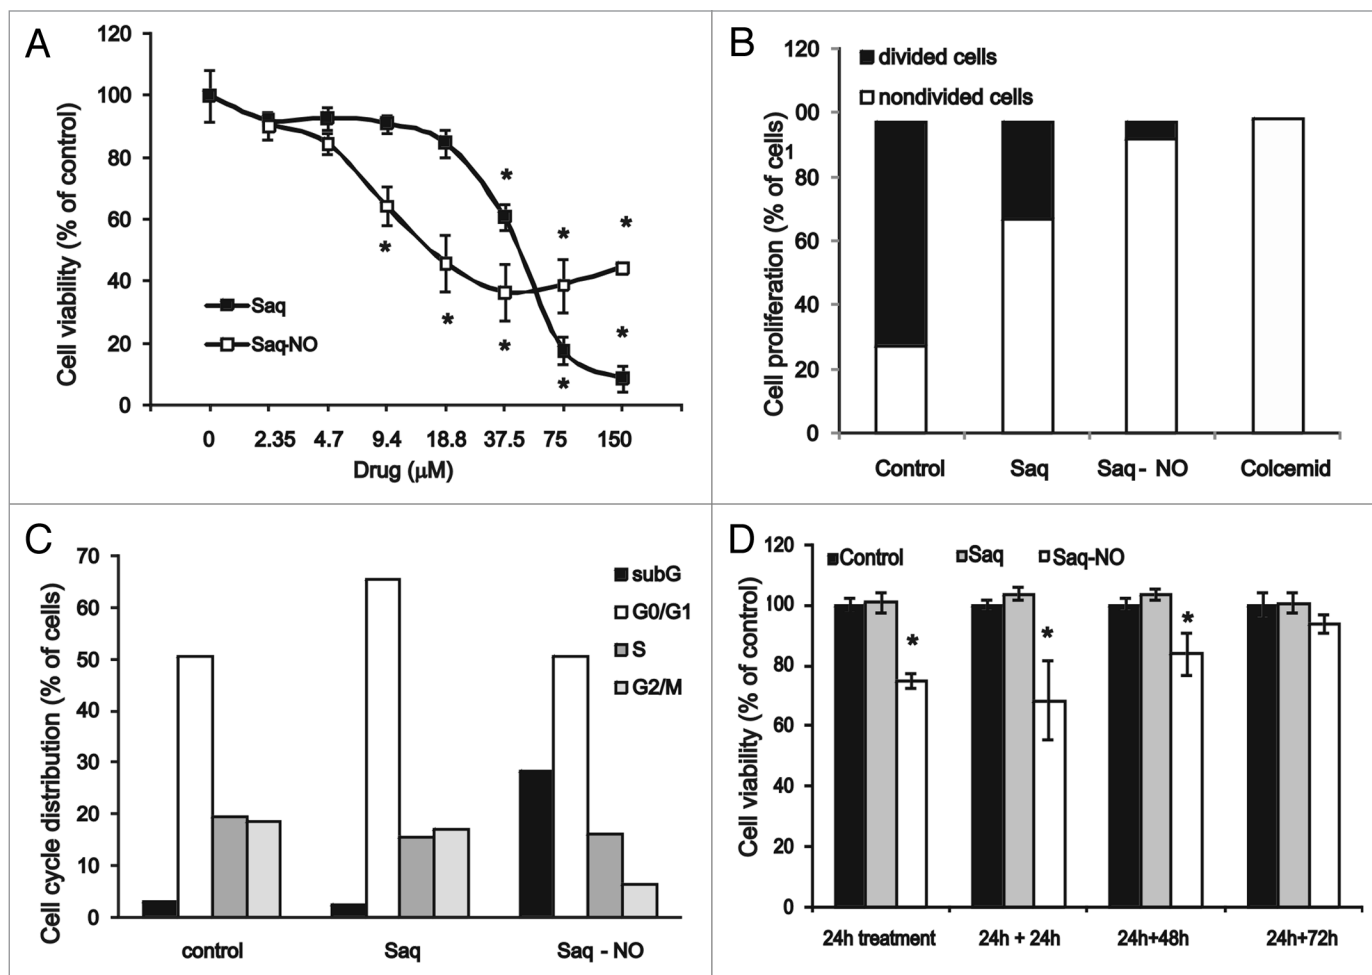 A
120
100
80
60
40
20
0
Cell viability (% of control)
Saq
Saq-NO
* * *
* * * * * *
0 2.35 4.7 9.4 18.8 37.5 75 150
Drug (µM)
B
120
00
1
80
60
40
20
0
Cell proliferation (% of cells)
divided cells
nondivided cells
Control Saq Saq- NO Colcemid
C
70
60
50
40
30
20
10
0
Cell cycle distribution (% of cells)
subG
G0/G1
S
G2/M
control Saq Saq - NO
D
120
100
80
60
40
20
0
Cell viability (% of control)
Control Saq Saq-NO
* * *
24h treatment 24h + 24h 24h+48h 24h+72h